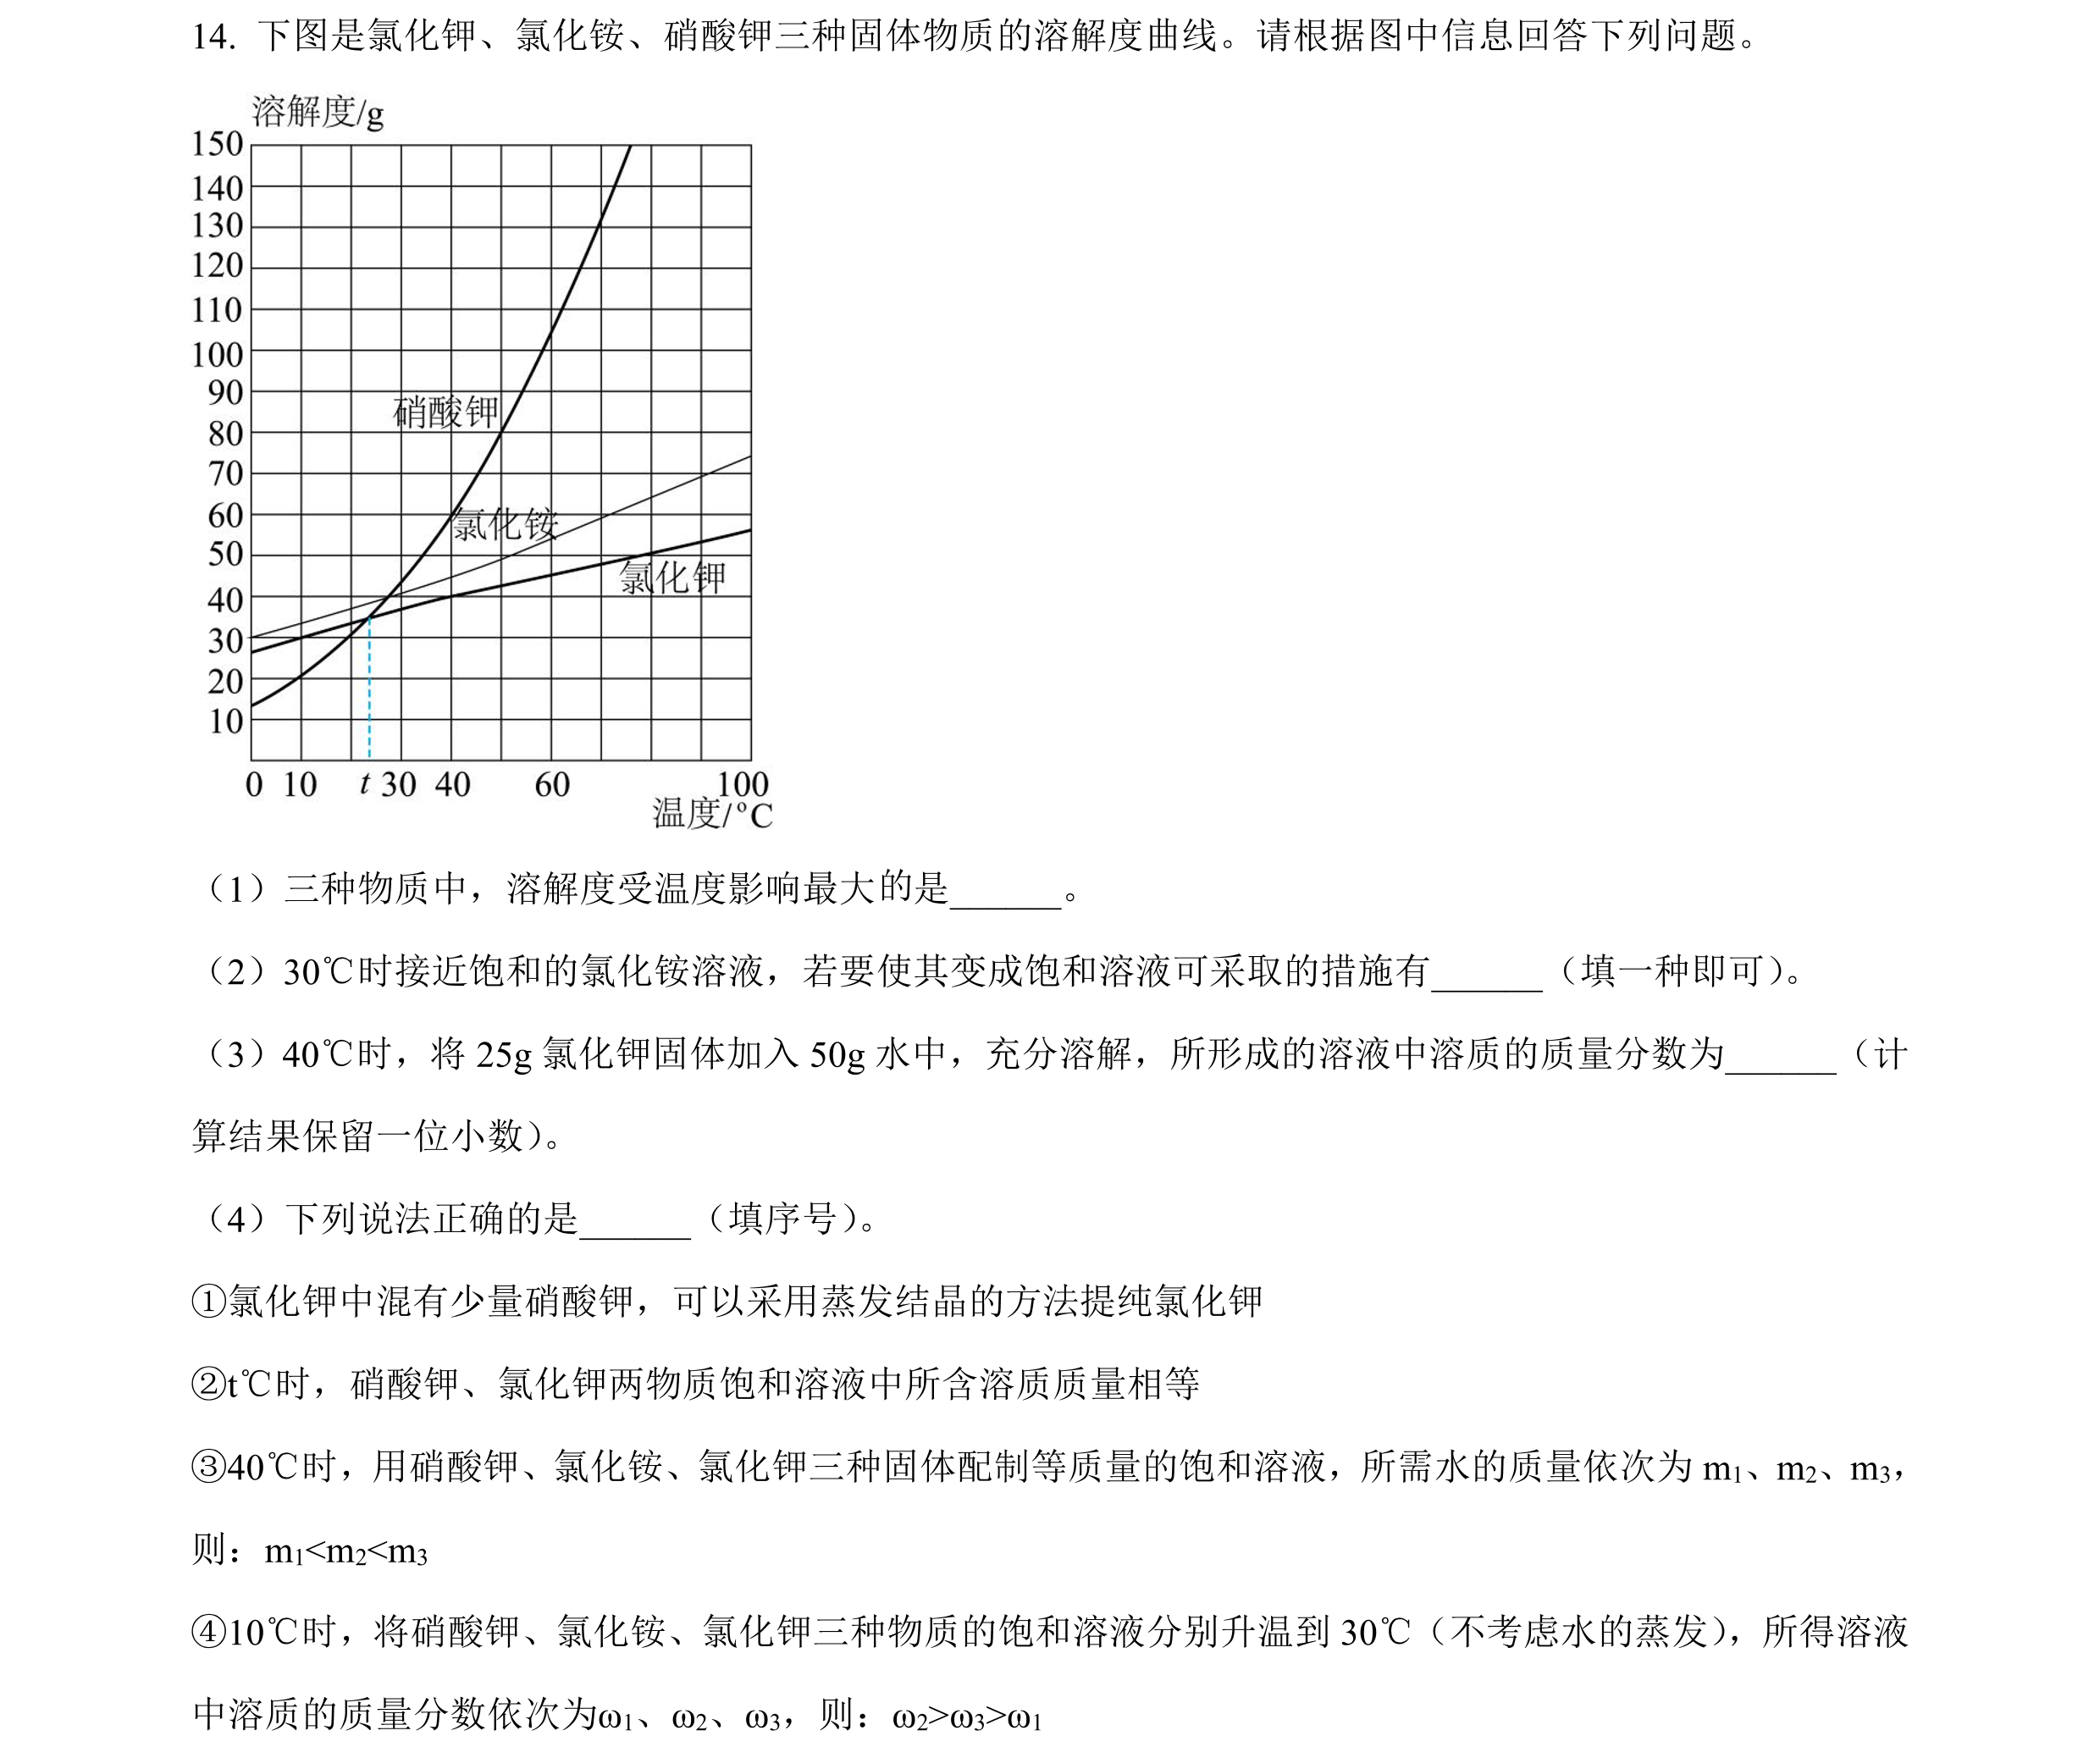 14. 下图是氯化钾、氯化铵、硝酸钾三种固体物质的溶解度曲线。请根据图中信息回答下列问题。
溶解度/g
150
140
130
120
110
100
90
硝酸钾
80
70
60
氯化铵
50
氯化钾
40
30
20
10
0 10 t 30 40 60 100
温度/°C
（1）三种物质中，溶解度受温度影响最大的是______。
（2）30℃时接近饱和的氯化铵溶液，若要使其变成饱和溶液可采取的措施有______（填一种即可）。
（3）40℃时，将 25g 氯化钾固体加入 50g 水中，充分溶解，所形成的溶液中溶质的质量分数为______（计
算结果保留一位小数）。
（4）下列说法正确的是______（填序号）。
①氯化钾中混有少量硝酸钾，可以采用蒸发结晶的方法提纯氯化钾
②t℃时，硝酸钾、氯化钾两物质饱和溶液中所含溶质质量相等
③40℃时，用硝酸钾、氯化铵、氯化钾三种固体配制等质量的饱和溶液，所需水的质量依次为 m₁、m₂、m₃，
则：m₁<m₂<m₃
④10℃时，将硝酸钾、氯化铵、氯化钾三种物质的饱和溶液分别升温到 30℃（不考虑水的蒸发），所得溶液
中溶质的质量分数依次为ω₁、ω₂、ω₃，则：ω₂>ω₃>ω₁